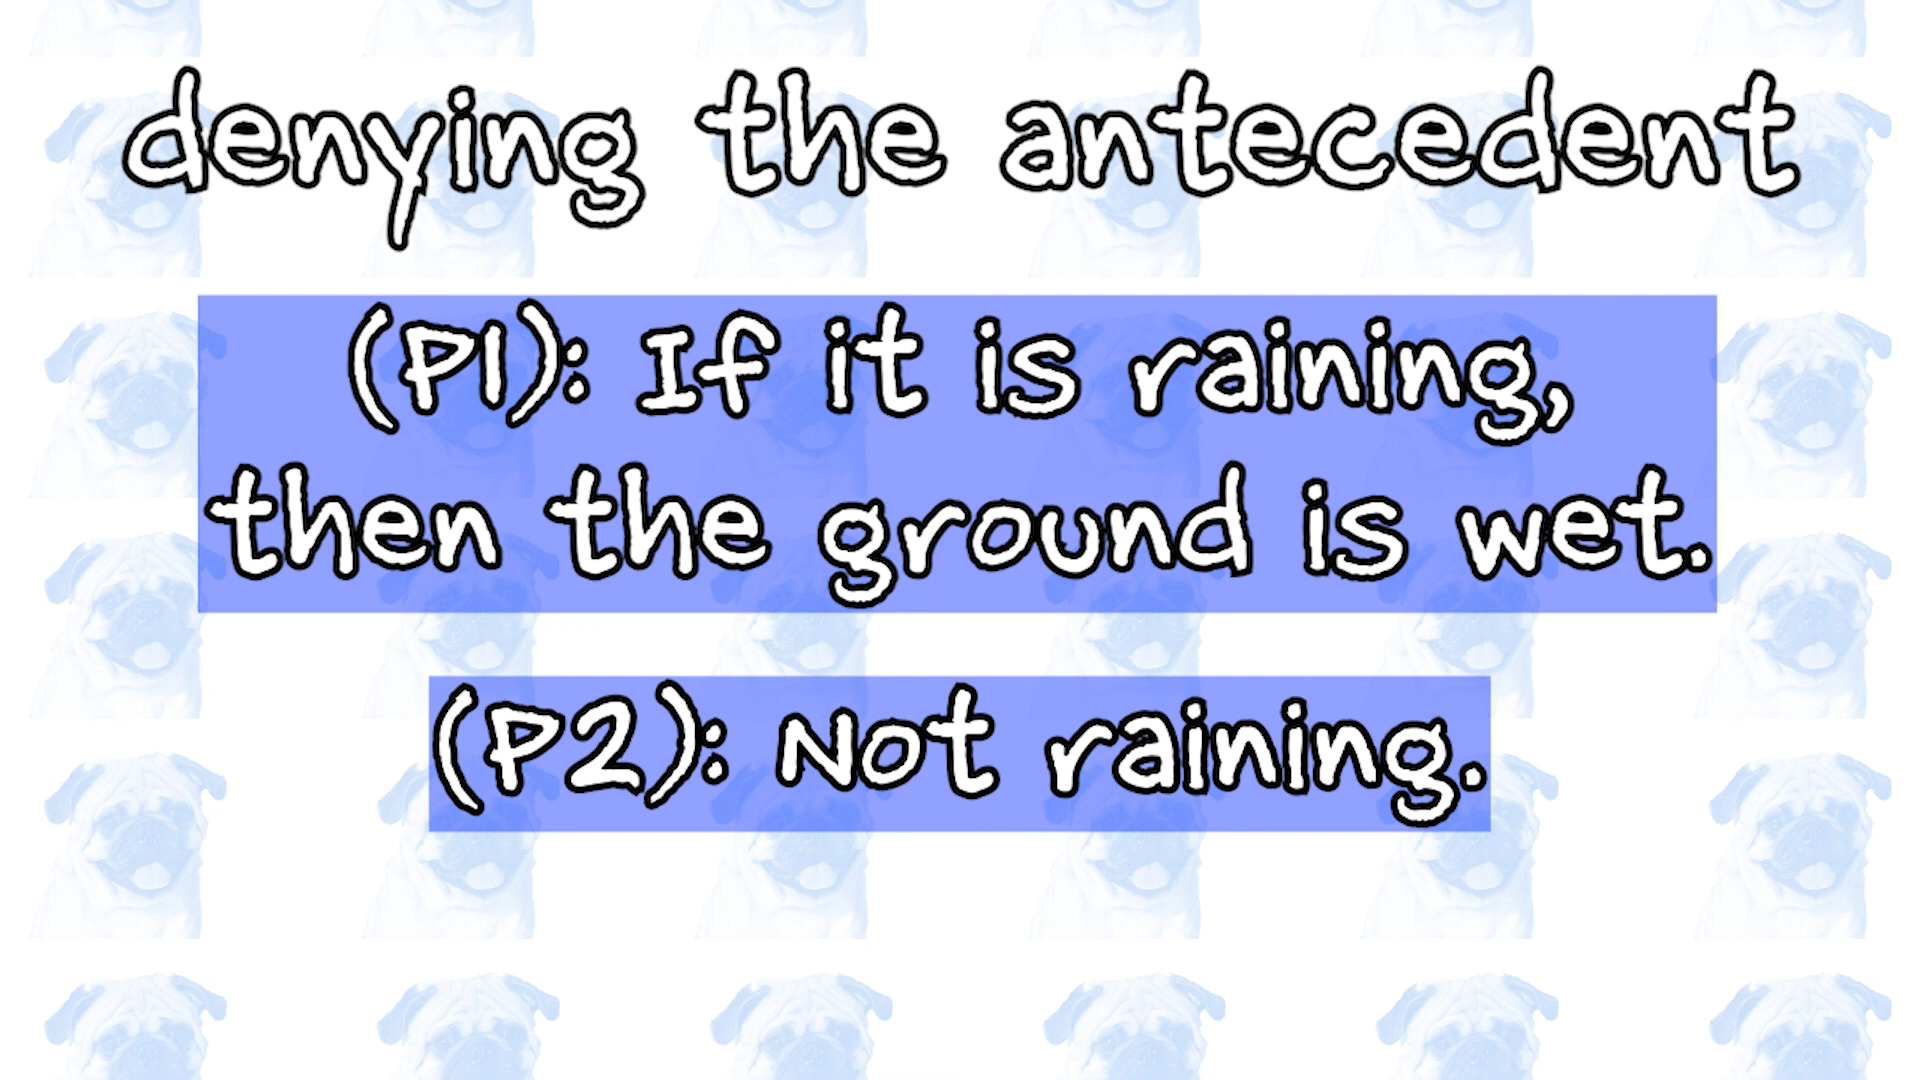 denying the antecedent
(P1): If it is raining,
then the ground is wet.
(P2): Not raining.